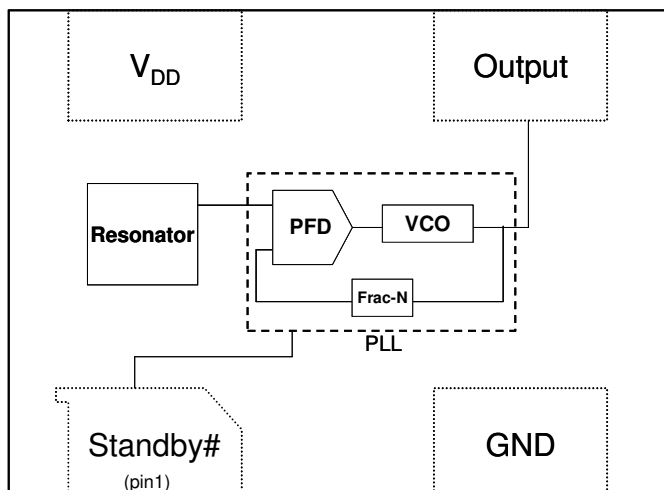 VDD
Output
Resonator
PFD
VCO
Frac-N
PLL
Standby#
(pin1)
GND